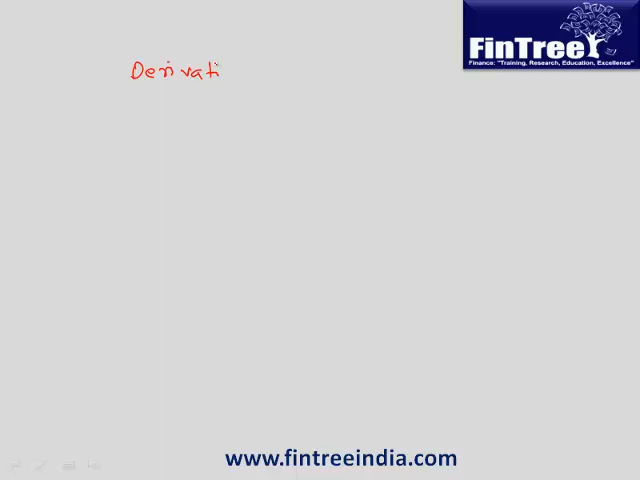 FinTree
Finance: "Training, Research, Education, Excellence"
Derivati
www.fintreeindia.com